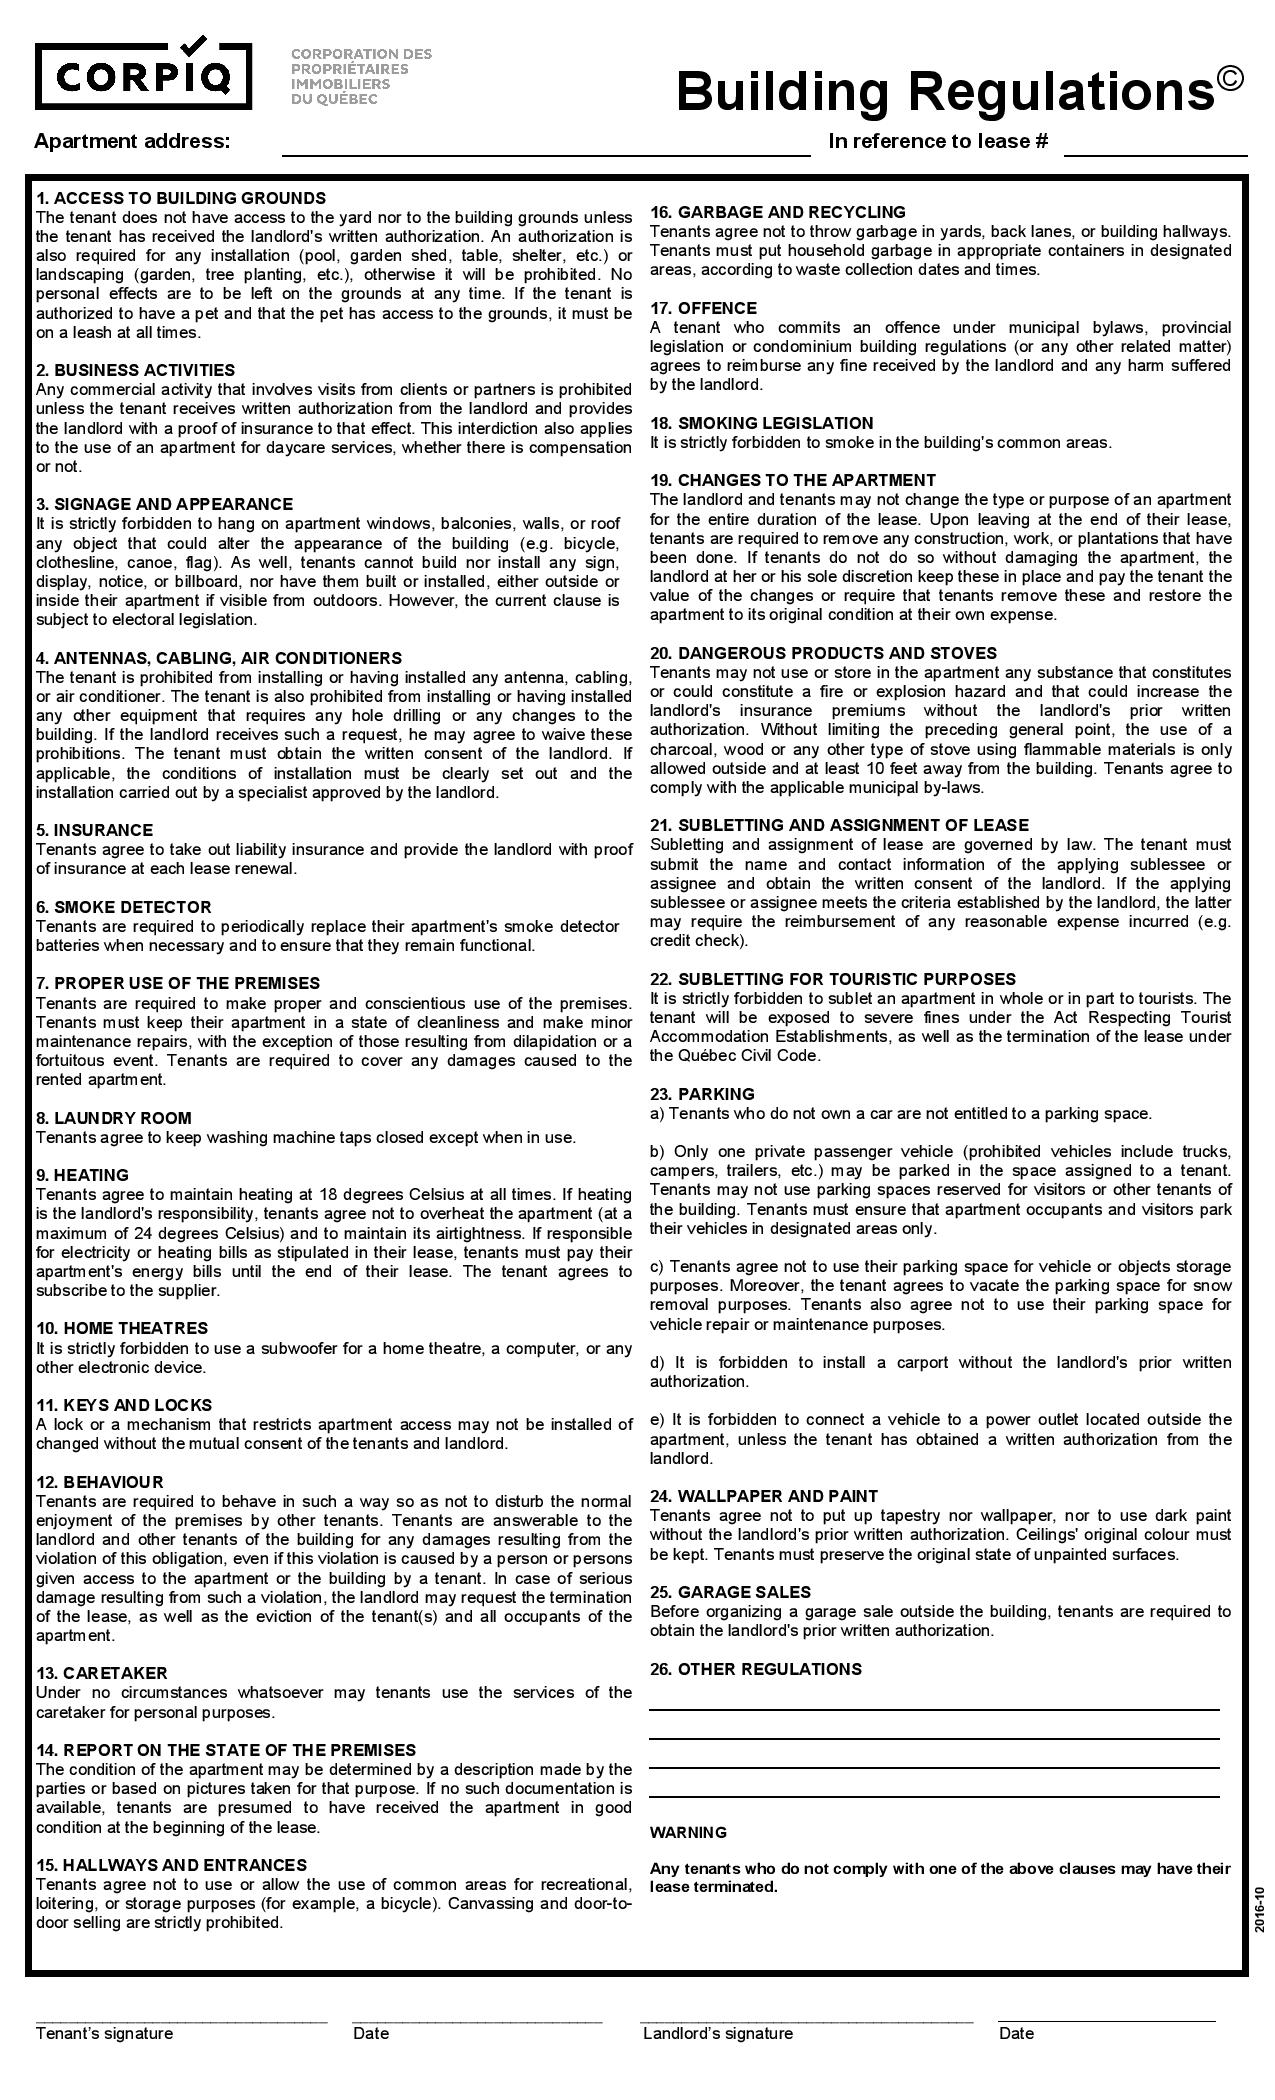 CORPIQ
CORPORATION DES
PROPRIÉTAIRES
IMMOBILIERS
DU QUÉBEC
Building Regulations©
Apartment address:
In reference to lease #
1. ACCESS TO BUILDING GROUNDS
The tenant does not have access to the yard nor to the building grounds unless
the tenant has received the landlord's written authorization. An authorization is
also required for any installation (pool, garden shed, table, shelter, etc.) or
landscaping (garden, tree planting, etc.), otherwise it will be prohibited. No
personal effects are to be left on the grounds at any time. If the tenant is
authorized to have a pet and that the pet has access to the grounds, it must be
on a leash at all times.
2. BUSINESS ACTIVITIES
Any commercial activity that involves visits from clients or partners is prohibited
unless the tenant receives written authorization from the landlord and provides
the landlord with a proof of insurance to that effect. This interdiction also applies
to the use of an apartment for daycare services, whether there is compensation
or not.
3. SIGNAGE AND APPEARANCE
It is strictly forbidden to hang on apartment windows, balconies, walls, or roof
any object that could alter the appearance of the building (e.g. bicycle,
clothesline, canoe, flag). As well, tenants cannot build nor install any sign,
display, notice, or billboard, nor have them built or installed, either outside or
inside their apartment if visible from outdoors. However, the current clause is
subject to electoral legislation.
4. ANTENNAS, CABLING, AIR CONDITIONERS
The tenant is prohibited from installing or having installed any antenna, cabling,
or air conditioner. The tenant is also prohibited from installing or having installed
any other equipment that requires any hole drilling or any changes to the
building. If the landlord receives such a request, he may agree to waive these
prohibitions. The tenant must obtain the written consent of the landlord. If
applicable, the conditions of installation must be clearly set out and the
installation carried out by a specialist approved by the landlord.
5. INSURANCE
Tenants agree to take out liability insurance and provide the landlord with proof
of insurance at each lease renewal.
6. SMOKE DETECTOR
Tenants are required to periodically replace their apartment's smoke detector
batteries when necessary and to ensure that they remain functional.
7. PROPER USE OF THE PREMISES
Tenants are required to make proper and conscientious use of the premises.
Tenants must keep their apartment in a state of cleanliness and make minor
maintenance repairs, with the exception of those resulting from dilapidation or a
fortuitous event. Tenants are required to cover any damages caused to the
rented apartment.
8. LAUNDRY ROOM
Tenants agree to keep washing machine taps closed except when in use.
9. HEATING
Tenants agree to maintain heating at 18 degrees Celsius at all times. If heating
is the landlord's responsibility, tenants agree not to overheat the apartment (at a
maximum of 24 degrees Celsius) and to maintain its airtightness. If responsible
for electricity or heating bills as stipulated in their lease, tenants must pay their
apartment's energy bills until the end of their lease. The tenant agrees to
subscribe to the supplier.
10. HOME THEATRES
It is strictly forbidden to use a subwoofer for a home theatre, a computer, or any
other electronic device.
11. KEYS AND LOCKS
A lock or a mechanism that restricts apartment access may not be installed of
changed without the mutual consent of the tenants and landlord.
12. BEHAVIOUR
Tenants are required to behave in such a way so as not to disturb the normal
enjoyment of the premises by other tenants. Tenants are answerable to the
landlord and other tenants of the building for any damages resulting from the
violation of this obligation, even if this violation is caused by a person or persons
given access to the apartment or the building by a tenant. In case of serious
damage resulting from such a violation, the landlord may request the termination
of the lease, as well as the eviction of the tenant(s) and all occupants of the
apartment.
13. CARETAKER
Under no circumstances whatsoever may tenants use the services of the
caretaker for personal purposes.
14. REPORT ON THE STATE OF THE PREMISES
The condition of the apartment may be determined by a description made by the
parties or based on pictures taken for that purpose. If no such documentation is
available, tenants are presumed to have received the apartment in good
condition at the beginning of the lease.
15. HALLWAYS AND ENTRANCES
Tenants agree not to use or allow the use of common areas for recreational,
loitering, or storage purposes (for example, a bicycle). Canvassing and door-to-
door selling are strictly prohibited.
16. GARBAGE AND RECYCLING
Tenants agree not to throw garbage in yards, back lanes, or building hallways.
Tenants must put household garbage in appropriate containers in designated
areas, according to waste collection dates and times.
17. OFFENCE
A tenant who commits an offence under municipal bylaws, provincial
legislation or condominium building regulations (or any other related matter)
agrees to reimburse any fine received by the landlord and any harm suffered
by the landlord.
18. SMOKING LEGISLATION
It is strictly forbidden to smoke in the building's common areas.
19. CHANGES TO THE APARTMENT
The landlord and tenants may not change the type or purpose of an apartment
for the entire duration of the lease. Upon leaving at the end of their lease,
tenants are required to remove any construction, work, or plantations that have
been done. If tenants do not do so without damaging the apartment, the
landlord at her or his sole discretion keep these in place and pay the tenant the
value of the changes or require that tenants remove these and restore the
apartment to its original condition at their own expense.
20. DANGEROUS PRODUCTS AND STOVES
Tenants may not use or store in the apartment any substance that constitutes
or could constitute a fire or explosion hazard and that could increase the
landlord's insurance premiums without the landlord's prior written
authorization. Without limiting the preceding general point, the use of a
charcoal, wood or any other type of stove using flammable materials is only
allowed outside and at least 10 feet away from the building. Tenants agree to
comply with the applicable municipal by-laws.
21. SUBLETTING AND ASSIGNMENT OF LEASE
Subletting and assignment of lease are governed by law. The tenant must
submit the name and contact information of the applying sublessee or
assignee and obtain the written consent of the landlord. If the applying
sublessee or assignee meets the criteria established by the landlord, the latter
may require the reimbursement of any reasonable expense incurred (e.g.
credit check).
22. SUBLETTING FOR TOURISTIC PURPOSES
It is strictly forbidden to sublet an apartment in whole or in part to tourists. The
tenant will be exposed to severe fines under the Act Respecting Tourist
Accommodation Establishments, as well as the termination of the lease under
the Québec Civil Code.
23. PARKING
a) Tenants who do not own a car are not entitled to a parking space.
b) Only one private passenger vehicle (prohibited vehicles include trucks,
campers, trailers, etc.) may be parked in the space assigned to a tenant.
Tenants may not use parking spaces reserved for visitors or other tenants of
the building. Tenants must ensure that apartment occupants and visitors park
their vehicles in designated areas only.
c) Tenants agree not to use their parking space for vehicle or objects storage
purposes. Moreover, the tenant agrees to vacate the parking space for snow
removal purposes. Tenants also agree not to use their parking space for
vehicle repair or maintenance purposes.
d) It is forbidden to install a carport without the landlord's prior written
authorization.
e) It is forbidden to connect a vehicle to a power outlet located outside the
apartment, unless the tenant has obtained a written authorization from the
landlord.
24. WALLPAPER AND PAINT
Tenants agree not to put up tapestry nor wallpaper, nor to use dark paint
without the landlord's prior written authorization. Ceilings' original colour must
be kept. Tenants must preserve the original state of unpainted surfaces.
25. GARAGE SALES
Before organizing a garage sale outside the building, tenants are required to
obtain the landlord's prior written authorization.
26. OTHER REGULATIONS
WARNING
Any tenants who do not comply with one of the above clauses may have their
lease terminated.
2016-10
Tenant's signature
Date
Landlord's signature
Date